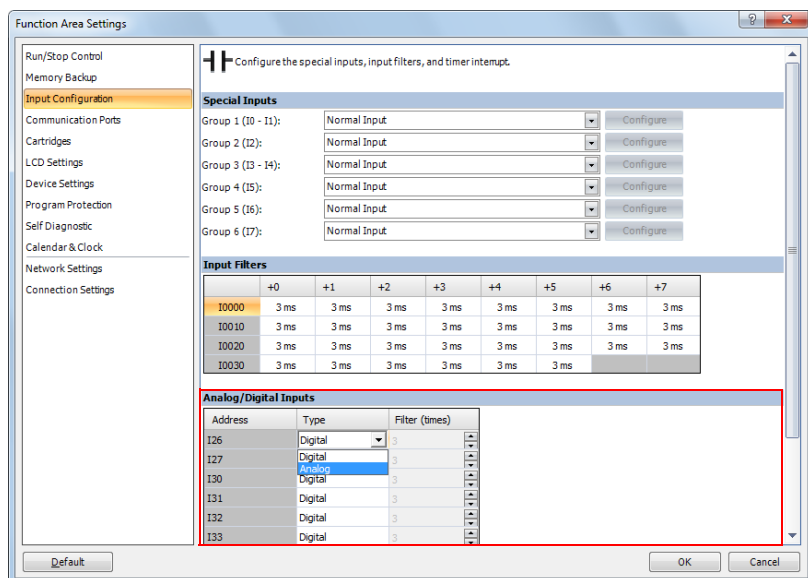 Function Area Settings
Run/Stop Control
Memory Backup
Input Configuration
Communication Ports
Cartridges
LCD Settings
Device Settings
Program Protection
Self Diagnostic
Calendar & Clock
Network Settings
Connection Settings
Configure the special inputs, input filters, and timer interrupt.
Special Inputs
Group 1 (I0 - I1): Normal Input Configure
Group 2 (I2): Normal Input Configure
Group 3 (I3 - I4): Normal Input Configure
Group 4 (I5): Normal Input Configure
Group 5 (I6): Normal Input Configure
Group 6 (I7): Normal Input Configure
Input Filters
+0 +1 +2 +3 +4 +5 +6 +7
I0000 3 ms 3 ms 3 ms 3 ms 3 ms 3 ms 3 ms 3 ms
I0010 3 ms 3 ms 3 ms 3 ms 3 ms 3 ms 3 ms 3 ms
I0020 3 ms 3 ms 3 ms 3 ms 3 ms 3 ms 3 ms 3 ms
I0030 3 ms 3 ms 3 ms 3 ms 3 ms 3 ms
Analog/Digital Inputs
Address Type Filter (times)
I26 Digital 3
I27 Digital 3
Analog
I30 Digital 3
I31 Digital 3
I32 Digital 3
I33 Digital 3
Default OK Cancel